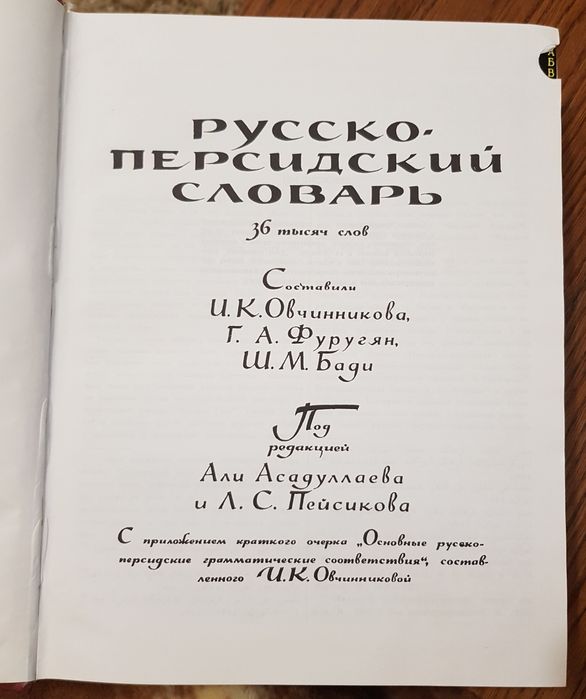 А
Б
В
РУССКО-
ПЕРСИДСКИЙ
СЛОВАРЬ
36 тысяч слов
Составили
И. К. Овчинникова,
Г. А. Фуругян,
Ш. М. Бади
Под
редакцией
Али Асадуллаева
и Л. С. Пейсикова
С приложением краткого очерка „Основные русско-
персидские грамматические соответствия“, состав-
ленного И. К. Овчинниковой